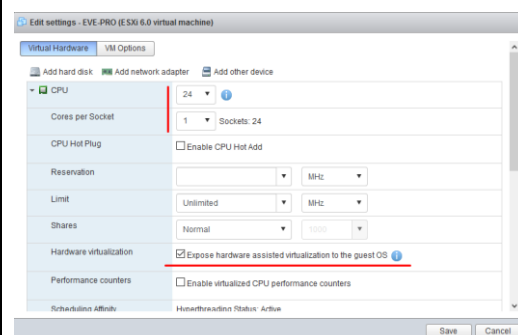 Edit settings - EVE-PRO (ESXi 6.0 virtual machine)
Virtual Hardware VM Options
Add hard disk Add network adapter Add other device
CPU 24
Cores per Socket 1 Sockets: 24
CPU Hot Plug Enable CPU Hot Add
Reservation MHz
Limit Unlimited MHz
Shares Normal 1000
Hardware virtualization Expose hardware assisted virtualization to the guest OS
Performance counters Enable virtualized CPU performance counters
Scheduling Affinity Hyperthreading Status: Active
Save Cancel